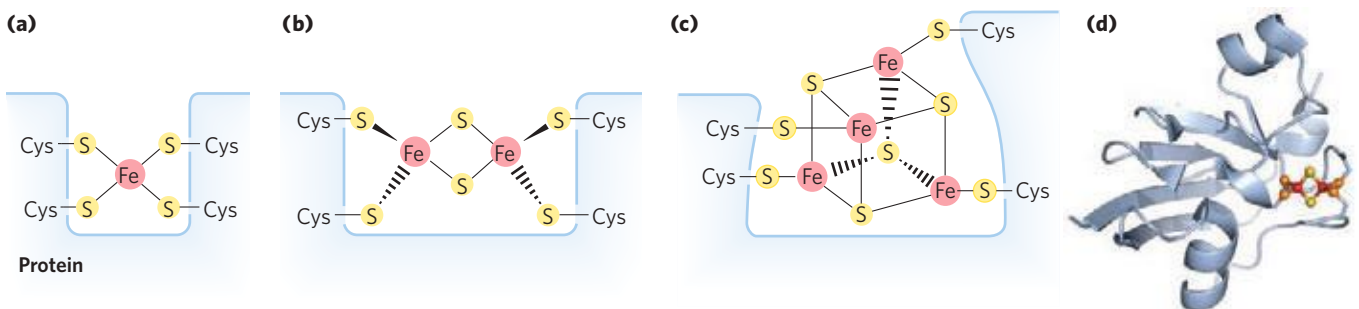 (a)
Cys S S Cys
Fe
Cys S S Cys
Protein
(b)
Cys S S S Cys
Fe Fe
S
Cys S S Cys
(c)
S Cys
Fe
S S
Cys S Fe
S
Cys S Fe Fe S Cys
S
(d)